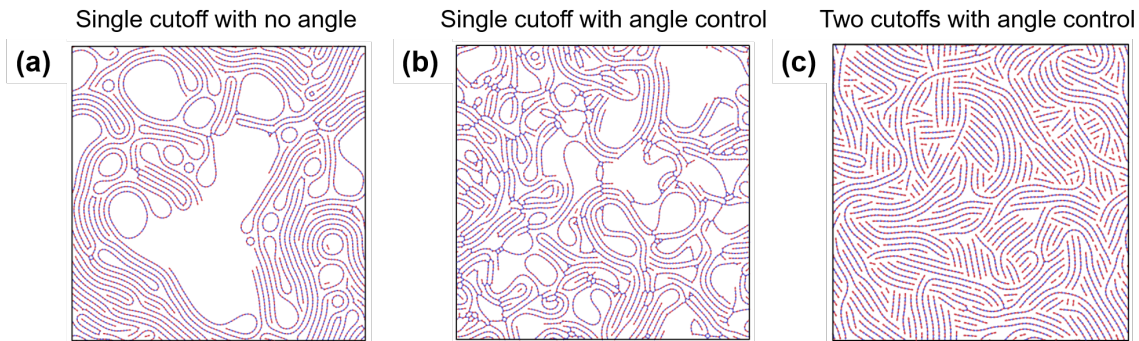 Single cutoff with no angle
Single cutoff with angle control
Two cutoffs with angle control
(a)
(b)
(c)